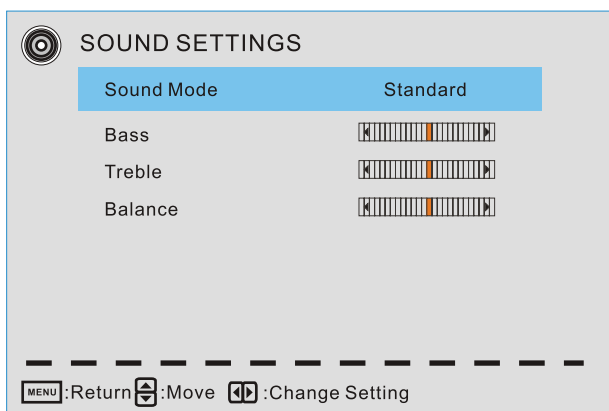 SOUND SETTINGS
Sound Mode Standard
Bass
Treble
Balance
MENU :Return :Move :Change Setting